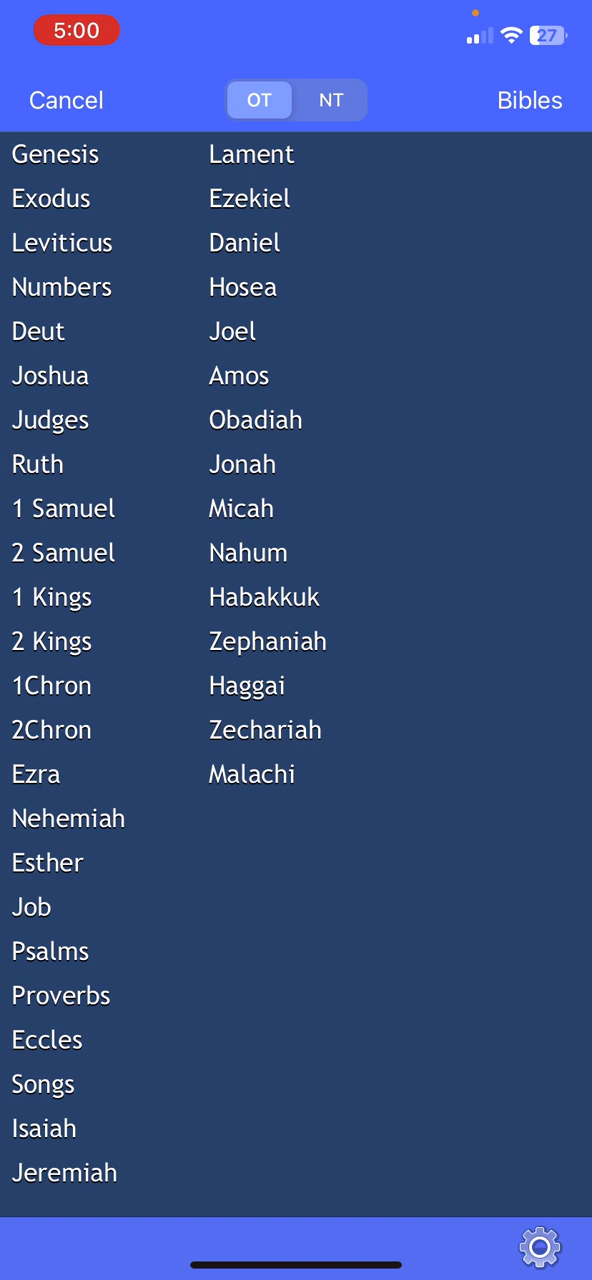 5:00
27
Cancel
OT
NT
Bibles
Genesis
Exodus
Leviticus
Numbers
Deut
Joshua
Judges
Ruth
1 Samuel
2 Samuel
1 Kings
2 Kings
1Chron
2Chron
Ezra
Nehemiah
Esther
Job
Psalms
Proverbs
Eccles
Songs
Isaiah
Jeremiah
Lament
Ezekiel
Daniel
Hosea
Joel
Amos
Obadiah
Jonah
Micah
Nahum
Habakkuk
Zephaniah
Haggai
Zechariah
Malachi